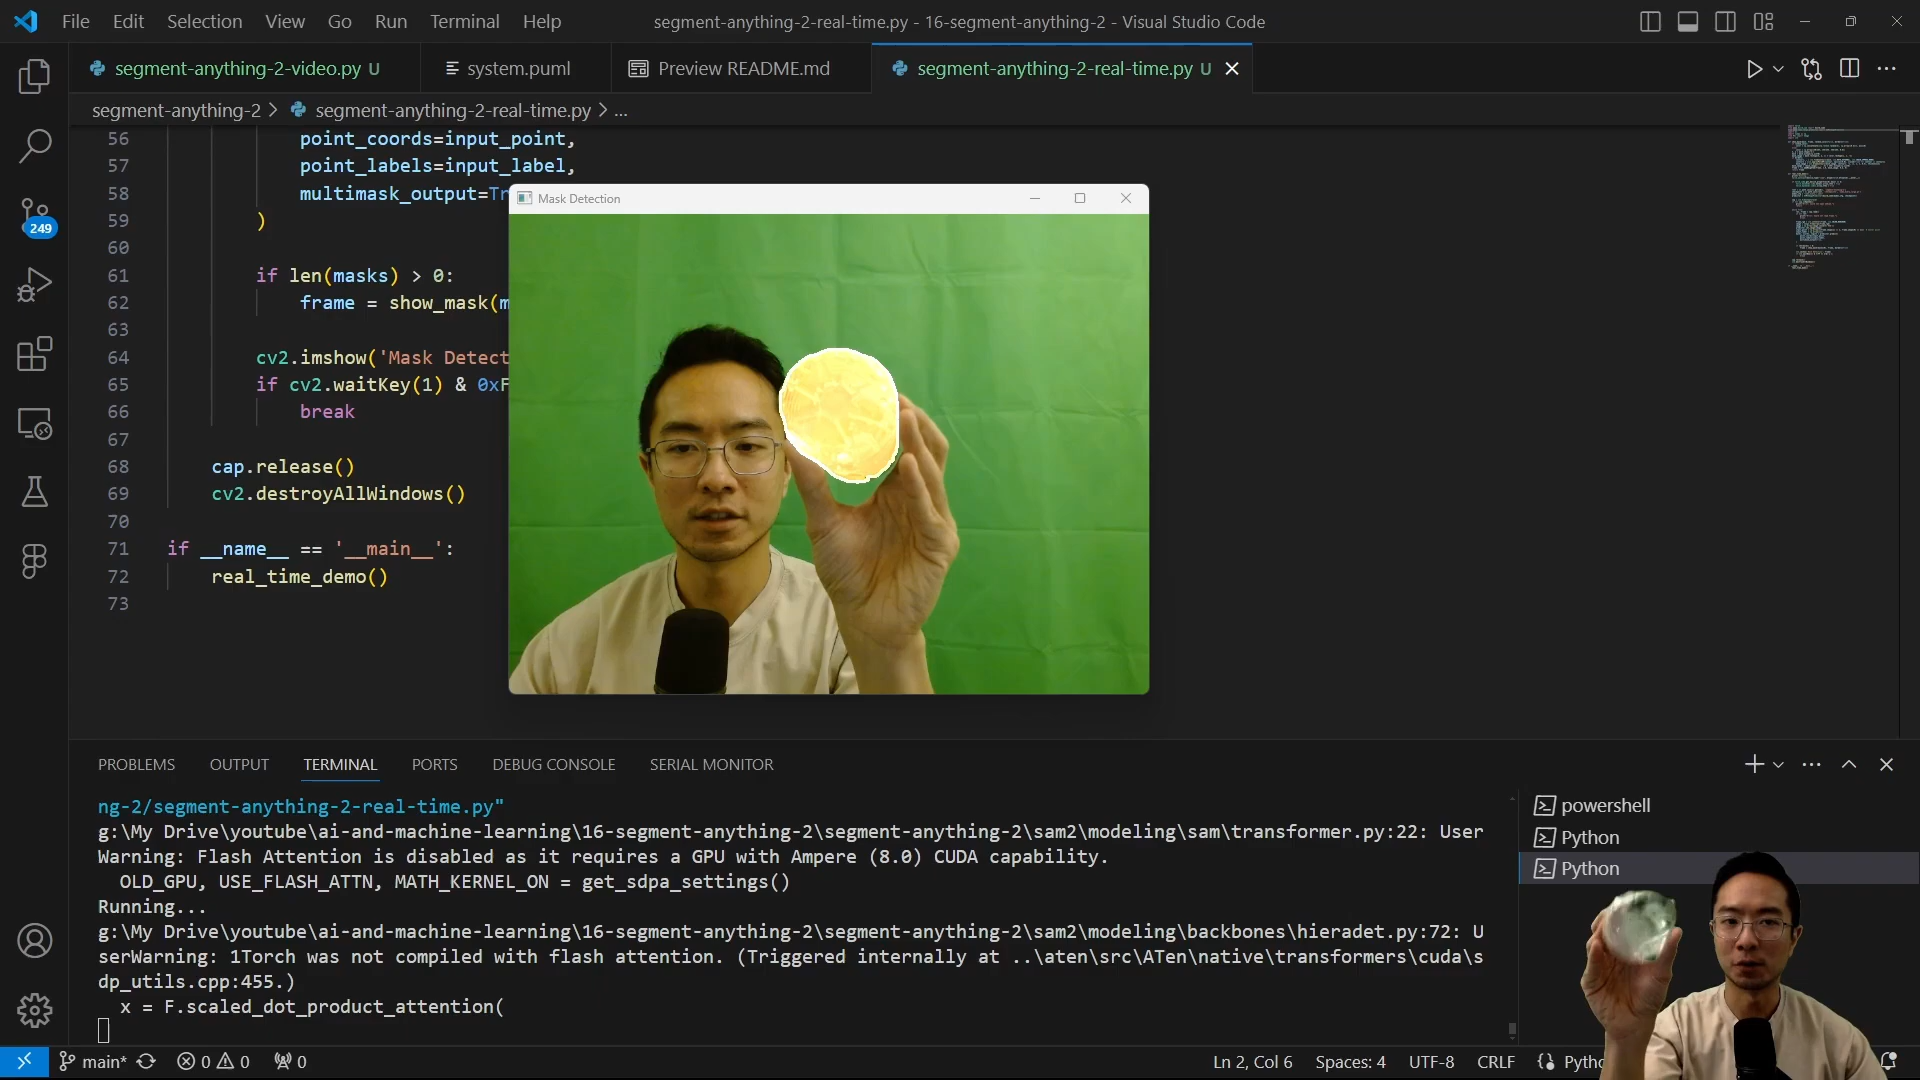 File Edit Selection View Go Run Terminal Help
segment-anything-2-real-time.py - 16-segment-anything-2 - Visual Studio Code
segment-anything-2-video.py U
system.puml
Preview README.md
segment-anything-2-real-time.py U
segment-anything-2 > segment-anything-2-real-time.py > ...
56 point_coords=input_point,
57 point_labels=input_label,
58 multimask_output=Tr
59 )
60
61 if len(masks) > 0:
62 frame = show_mask(m
63
64 cv2.imshow('Mask Detect
65 if cv2.waitKey(1) & 0xF
66 break
67
68 cap.release()
69 cv2.destroyAllWindows()
70
71 if __name__ == '__main__':
72 real_time_demo()
73
Mask Detection
249
PROBLEMS OUTPUT TERMINAL PORTS DEBUG CONSOLE SERIAL MONITOR
ng-2/segment-anything-2-real-time.py"
g:\My Drive\youtube\ai-and-machine-learning\16-segment-anything-2\segment-anything-2\sam2\modeling\sam\transformer.py:22: User
Warning: Flash Attention is disabled as it requires a GPU with Ampere (8.0) CUDA capability.
OLD_GPU, USE_FLASH_ATTN, MATH_KERNEL_ON = get_sdpa_settings()
Running...
g:\My Drive\youtube\ai-and-machine-learning\16-segment-anything-2\segment-anything-2\sam2\modeling\backbones\hieradet.py:72: U
serWarning: 1Torch was not compiled with flash attention. (Triggered internally at ..\aten\src\ATen\native\transformers\cuda\s
dp_utils.cpp:455.)
x = F.scaled_dot_product_attention(
powershell
Python
Python
main* 0 0 0
Ln 2, Col 6 Spaces: 4 UTF-8 CRLF Pytho